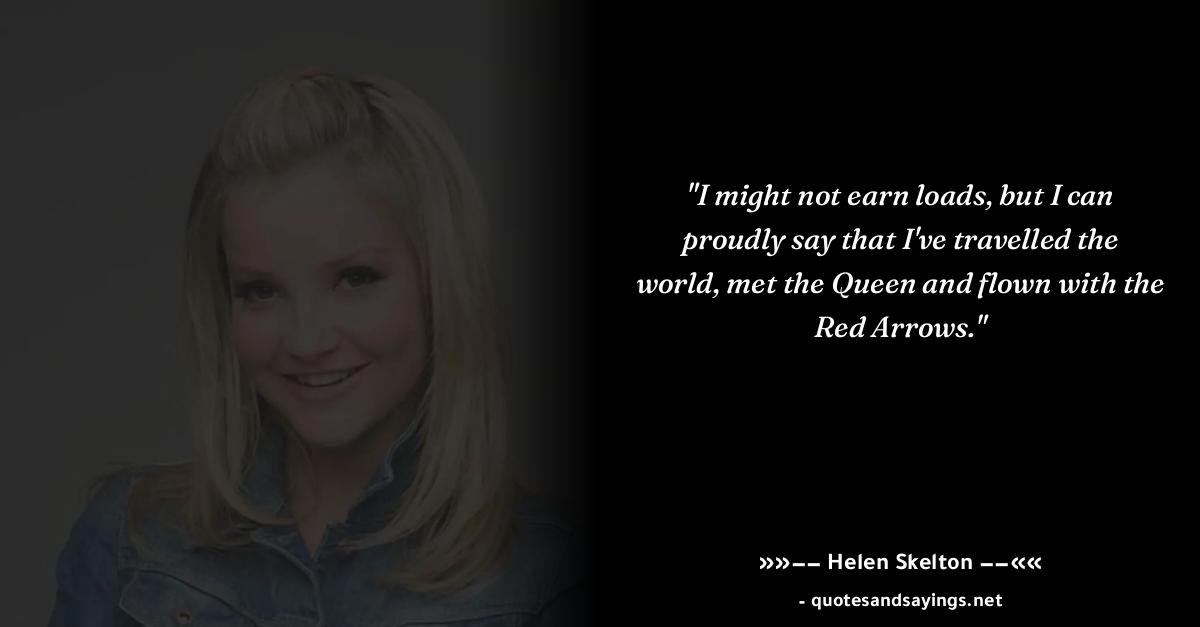 "I might not earn loads, but I can
proudly say that I've travelled the
world, met the Queen and flown with the
Red Arrows."
»»–– Helen Skelton ––««
- quotesandsayings.net